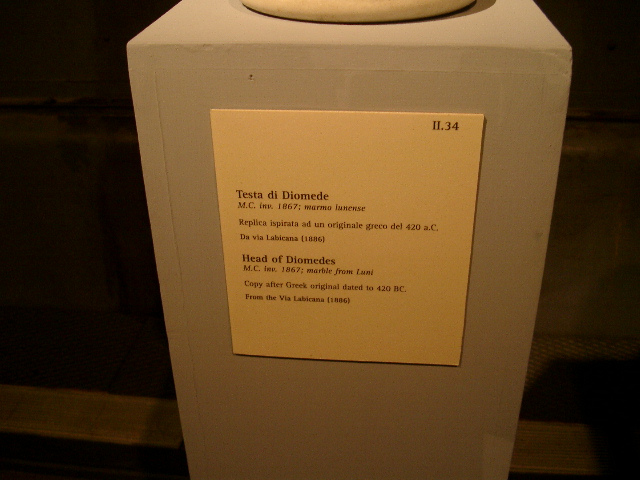 II.34
Testa di Diomede
M.C. inv. 1867; marmo lunense
Replica ispirata ad un originale greco del 420 a.C.
Da via Labicana (1886)
Head of Diomedes
M.C. inv. 1867; marble from Luni
Copy after Greek original dated to 420 BC.
From the Via Labicana (1886)